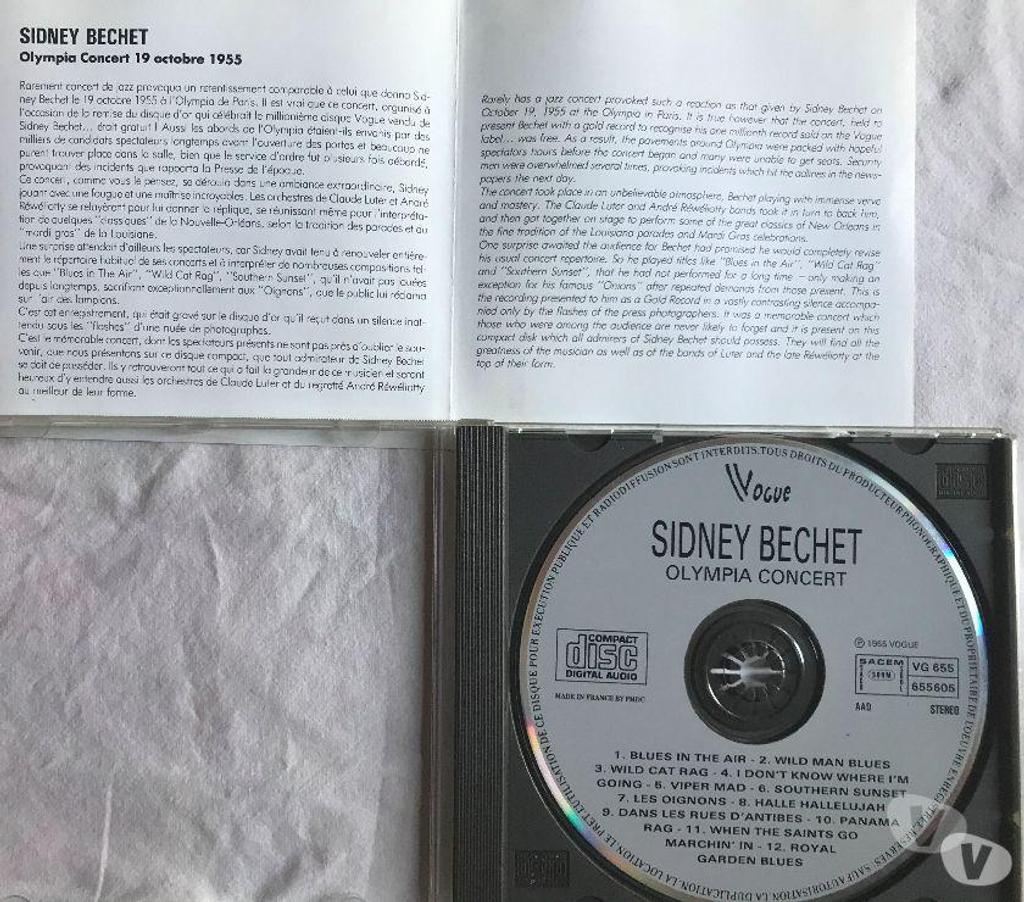 SIDNEY BECHET
Olympia Concert 19 octobre 1955
Rarement concert de jazz provoqua un retentissement comparable à celui que donna Sid-
ney Bechet le 19 octobre 1955 à l'Olympia de Paris. Il est vrai que ce concert, organisé à
l'occasion de la remise du disque d'or qui célébrait le millionième disque Vogue vendu de
Sidney Bechet... était gratuit ! Aussi les abords de l'Olympia étaient-ils envahis par des
milliers de candidats spectateurs longtemps avant l'ouverture des portes et beaucoup ne
purent trouver place dans la salle, bien que le service d'ordre fut plusieurs fois débordé,
provoquant des incidents que rapporta la Presse de l'époque.
Ce concert, comme vous le pensez, se déroula dans une ambiance extraordinaire, Sidney
jouant avec une fougue et une maîtrise incroyables. Les orchestres de Claude Luter et André
Réwéliotty se relayèrent pour lui donner la réplique, se réunissant même pour l'interpréta-
tion de quelques "classiques" de la Nouvelle-Orléans, selon la tradition des parades et du
"mardi gras" de la Louisiane.
Une surprise attendait d'ailleurs les spectateurs, car Sidney avait tenu à renouveler entière-
ment le répertoire habituel de ses concerts et à interpréter de nombreuses compositions tel-
les que "Blues in The Air", "Wild Cat Rag", "Southern Sunset", qu'il n'avait pas jouées
depuis longtemps, sacrifiant exceptionnellement aux "Oignons", que le public lui réclama
sur l'air des lampions.
C'est cet enregistrement, qui était gravé sur le disque d'or qu'il reçut dans un silence inat-
tendu sous les "flashes" d'une nuée de photographes.
C'est le mémorable concert, dont les spectateurs présents ne sont pas près d'oublier le sou-
venir, que nous présentons sur ce disque compact, que tout admirateur de Sidney Bechet
se doit de posséder. Ils y retrouveront tout ce qui a fait la grandeur de ce musicien et seront
heureux d'y entendre aussi les orchestres de Claude Luter et du regretté André Réwéliotty
au meilleur de leur forme.
Rarely has a jazz concert provoked such a reaction as that given by Sidney Bechet on
October 19, 1955 at the Olympia in Paris. It is true however that the concert, held to
present Bechet with a gold record to recognise his one millionth record sold on the Vogue
label... was free. As a result, the pavements around Olympia were packed with hopeful
spectators hours before the concert began and many were unable to get seats. Security
men were overwhelmed several times, provoking incidents which hit the adlines in the news-
papers the next day.
The concert took place in an unbelievable atmosphere, Bechet playing with immense verve
and mastery. The Claude Luter and André Réwéliotty bands took it in turn to back him,
and then got together on stage to perform some of the great classics of New Orleans in
the fine tradition of the Louisiana parades and Mardi Gras celebrations.
One surprise awaited the audience for Bechet had promised he would completely revise
his usual concert repertoire. So he played titles like "Blues in the Air", "Wild Cat Rag"
and "Southern Sunset", that he had not performed for a long time — only making an
exception for his famous "Onions" after repeated demands from those present. This is
the recording presented to him as a Gold Record in a vastly contrasting silence accompa-
nied only by the flashes of the press photographers. It was a memorable concert which
those who were among the audience are never likely to forget and it is present on this
compact disk which all admirers of Sidney Bechet should possess. They will find all the
greatness of the musician as well as of the bands of Luter and the late Réwéliotty at the
top of their form.
DE CE DISQUE POUR EXECUTION PUBLIQUE ET RADIODIFFUSION SONT INTERDITS. TOUS DROITS DU PRODUCTEUR PHONOGRAPHIQUE ET DU PROPRIETAIRE DE L'OEUVRE ENREGISTREE RESERVES. SAUF AUTORISATION, LA DUPLICATION, LA LOCATION, LE PRET, L'UTILISATION
Vogue
SIDNEY BECHET
OLYMPIA CONCERT
COMPACT
disc
DIGITAL AUDIO
MADE IN FRANCE BY PMDC
℗ 1955 VOGUE
SACEM
SDRM
VG 655
655605
AAD STEREO
1. BLUES IN THE AIR - 2. WILD MAN BLUES
3. WILD CAT RAG - 4. I DON'T KNOW WHERE I'M
GOING - 5. VIPER MAD - 6. SOUTHERN SUNSET
7. LES OIGNONS - 8. HALLE HALLELUJAH
9. DANS LES RUES D'ANTIBES - 10. PANAMA
RAG - 11. WHEN THE SAINTS GO
MARCHIN' IN - 12. ROYAL
GARDEN BLUES
V
V